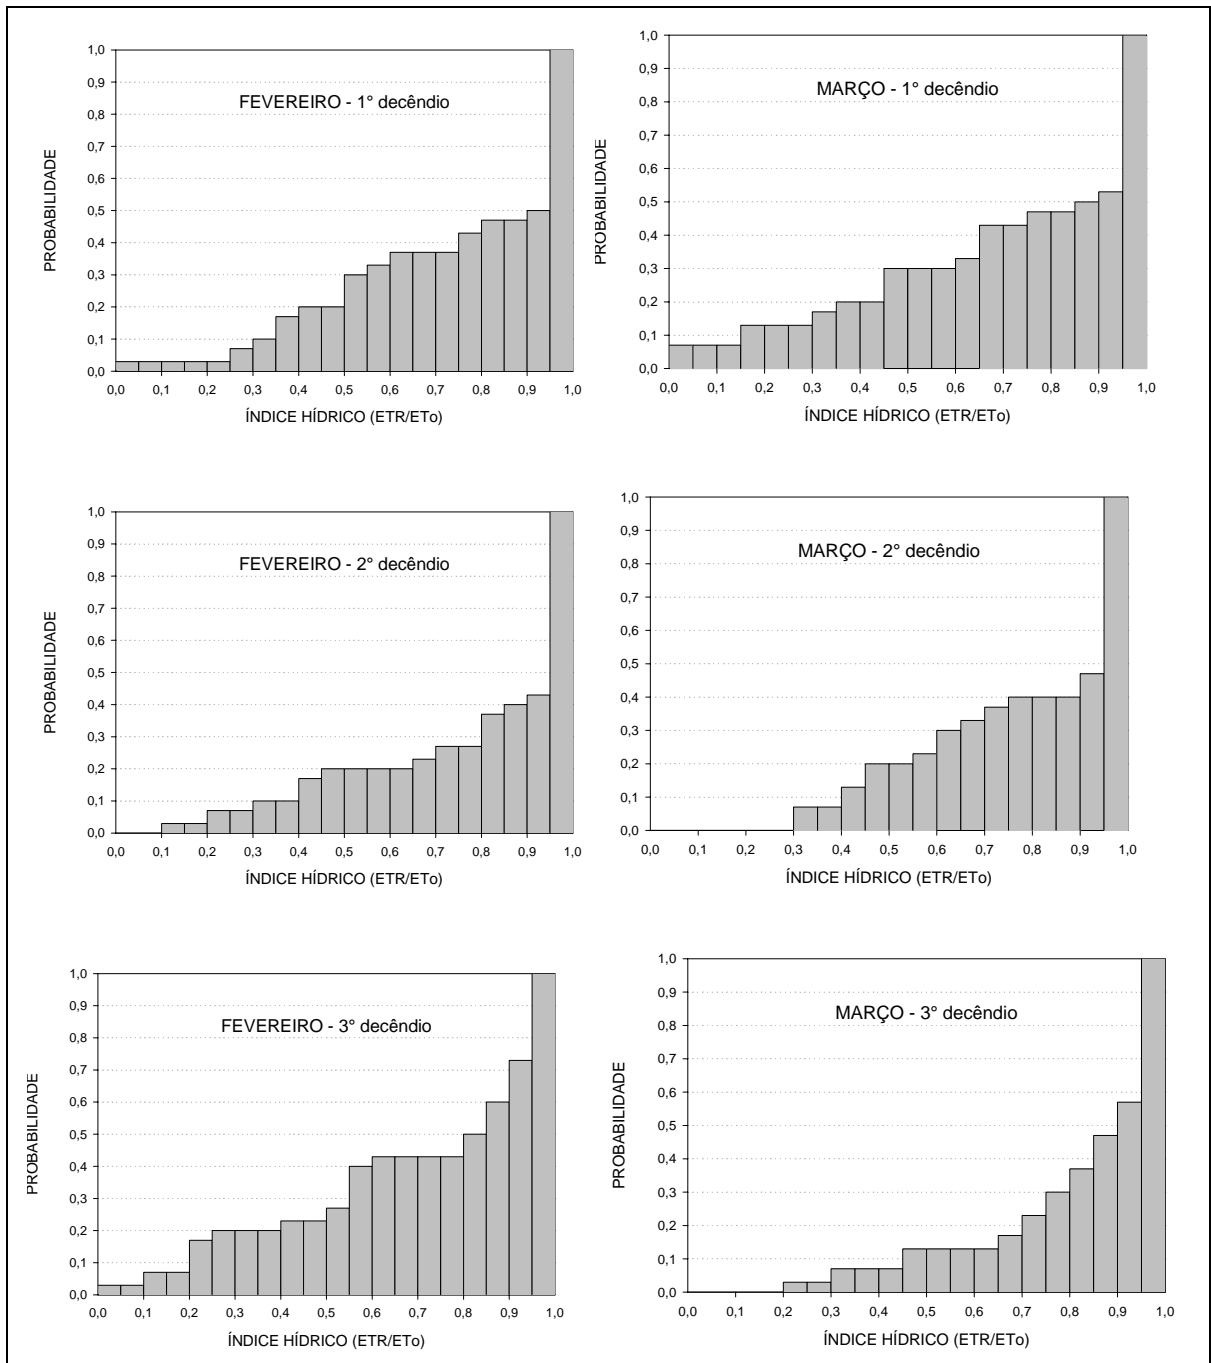 FEVEREIRO - 1° decêndio
PROBABILIDADE
1,0
0,9
0,8
0,7
0,6
0,5
0,4
0,3
0,2
0,1
0,0
0,0 0,1 0,2 0,3 0,4 0,5 0,6 0,7 0,8 0,9 1,0
ÍNDICE HÍDRICO (ETR/ETo)
MARÇO - 1° decêndio
PROBABILIDADE
1,0
0,9
0,8
0,7
0,6
0,5
0,4
0,3
0,2
0,1
0,0
0,0 0,1 0,2 0,3 0,4 0,5 0,6 0,7 0,8 0,9 1,0
ÍNDICE HÍDRICO (ETR/ETo)
FEVEREIRO - 2° decêndio
PROBABILIDADE
1,0
0,9
0,8
0,7
0,6
0,5
0,4
0,3
0,2
0,1
0,0
0,0 0,1 0,2 0,3 0,4 0,5 0,6 0,7 0,8 0,9 1,0
ÍNDICE HÍDRICO (ETR/ETo)
MARÇO - 2° decêndio
PROBABILIDADE
1,0
0,9
0,8
0,7
0,6
0,5
0,4
0,3
0,2
0,1
0,0
0,0 0,1 0,2 0,3 0,4 0,5 0,6 0,7 0,8 0,9 1,0
ÍNDICE HÍDRICO (ETR/ETo)
FEVEREIRO - 3° decêndio
PROBABILIDADE
1,0
0,9
0,8
0,7
0,6
0,5
0,4
0,3
0,2
0,1
0,0
0,0 0,1 0,2 0,3 0,4 0,5 0,6 0,7 0,8 0,9 1,0
ÍNDICE HÍDRICO (ETR/ETo)
MARÇO - 3° decêndio
PROBABILIDADE
1,0
0,9
0,8
0,7
0,6
0,5
0,4
0,3
0,2
0,1
0,0
0,0 0,1 0,2 0,3 0,4 0,5 0,6 0,7 0,8 0,9 1,0
ÍNDICE HÍDRICO (ETR/ETo)